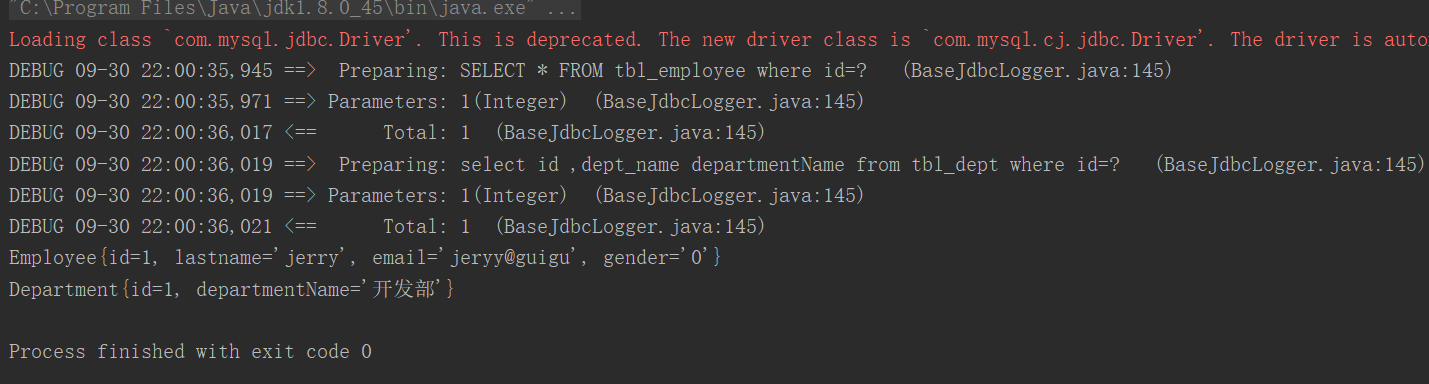 "C:\Program Files\Java\jdk1.8.0_45\bin\java.exe" ...
Loading class `com.mysql.jdbc.Driver'. This is deprecated. The new driver class is `com.mysql.cj.jdbc.Driver'. The driver is auto
DEBUG 09-30 22:00:35,945 ==>  Preparing: SELECT * FROM tbl_employee where id=?   (BaseJdbcLogger.java:145)
DEBUG 09-30 22:00:35,971 ==> Parameters: 1(Integer)  (BaseJdbcLogger.java:145)
DEBUG 09-30 22:00:36,017 <==      Total: 1  (BaseJdbcLogger.java:145)
DEBUG 09-30 22:00:36,019 ==>  Preparing: select id ,dept_name departmentName from tbl_dept where id=?   (BaseJdbcLogger.java:145)
DEBUG 09-30 22:00:36,019 ==> Parameters: 1(Integer)  (BaseJdbcLogger.java:145)
DEBUG 09-30 22:00:36,021 <==      Total: 1  (BaseJdbcLogger.java:145)
Employee{id=1, lastname='jerry', email='jeryy@guigu', gender='0'}
Department{id=1, departmentName='开发部'}
Process finished with exit code 0